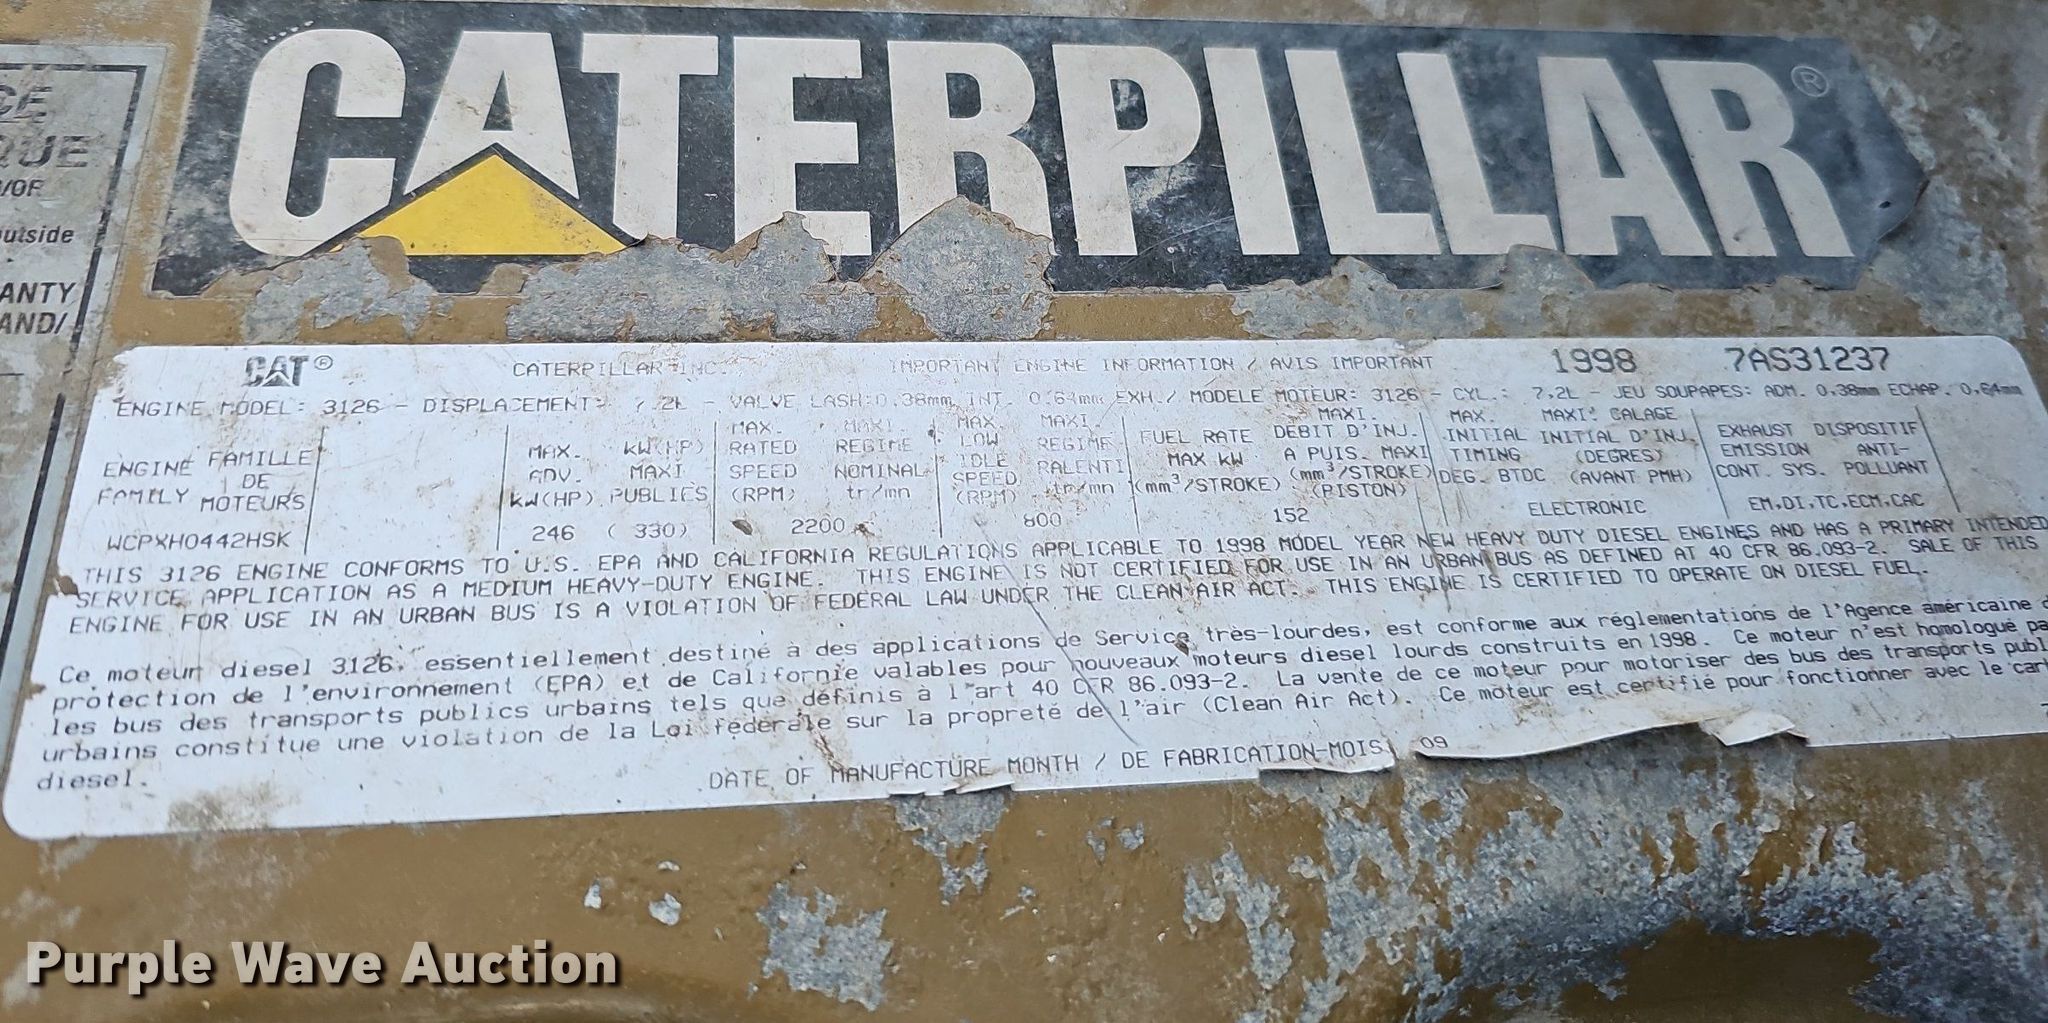 CE
QUE
/OF
outside
ANTY
AND/
CATERPILLAR ®
CAT ® CATERPILLAR INC. IMPORTANT ENGINE INFORMATION / AVIS IMPORTANT 1998 7AS31237
ENGINE MODEL: 3126 - DISPLACEMENT: 7.2L - VALVE LASH:0.38mm INT. 0.64mm EXH./ MODELE MOTEUR: 3126 - CYL.: 7.2L - JEU SOUPAPES: ADM. 0.38mm ECHAP. 0.64mm
ENGINE FAMILY
FAMILLE DE MOTEURS
WCPXH0442HSK
MAX. ADV. kW(HP)
kW(HP) MAXI PUBLIÉS
246 ( 330)
MAX. RATED SPEED (RPM)
MAXI. REGIME NOMINAL tr/mn
2200
MAX. LOW IDLE SPEED (RPM)
MAXI. REGIME RALENTI tr/mn
800
FUEL RATE MAX KW (mm³/STROKE)
MAXI. DEBIT D'INJ. A PUIS. MAXI (mm³/STROKE) (PISTON)
152
MAX. INITIAL TIMING DEG. BTDC
MAXI CALAGE INITIAL D'INJ. (DEGRES) (AVANT PMH)
ELECTRONIC
EXHAUST EMISSION CONT. SYS.
DISPOSITIF ANTI-POLLUANT
EM,DI,TC,ECM,CAC
THIS 3126 ENGINE CONFORMS TO U.S. EPA AND CALIFORNIA REGULATIONS APPLICABLE TO 1998 MODEL YEAR NEW HEAVY DUTY DIESEL ENGINES AND HAS A PRIMARY INTENDED
SERVICE APPLICATION AS A MEDIUM HEAVY-DUTY ENGINE. THIS ENGINE IS NOT CERTIFIED FOR USE IN AN URBAN BUS AS DEFINED AT 40 CFR 86.093-2. SALE OF THIS
ENGINE FOR USE IN AN URBAN BUS IS A VIOLATION OF FEDERAL LAW UNDER THE CLEAN AIR ACT. THIS ENGINE IS CERTIFIED TO OPERATE ON DIESEL FUEL.
Ce moteur diesel 3126, essentiellement destiné à des applications de Service très-lourdes, est conforme aux réglementations de l'Agence américaine d
protection de l'environnement (EPA) et de Californie valables pour nouveaux moteurs diesel lourds construits en 1998. Ce moteur n'est homologué pa
les bus des transports publics urbains tels que définis à l'art 40 CFR 86.093-2. La vente de ce moteur pour motoriser des bus des transports publ
urbains constitue une violation de la Loi fédérale sur la propreté de l'air (Clean Air Act). Ce moteur est certifié pour fonctionner avec le car
diesel.
DATE OF MANUFACTURE MONTH / DE FABRICATION-MOIS 09
Purple Wave Auction